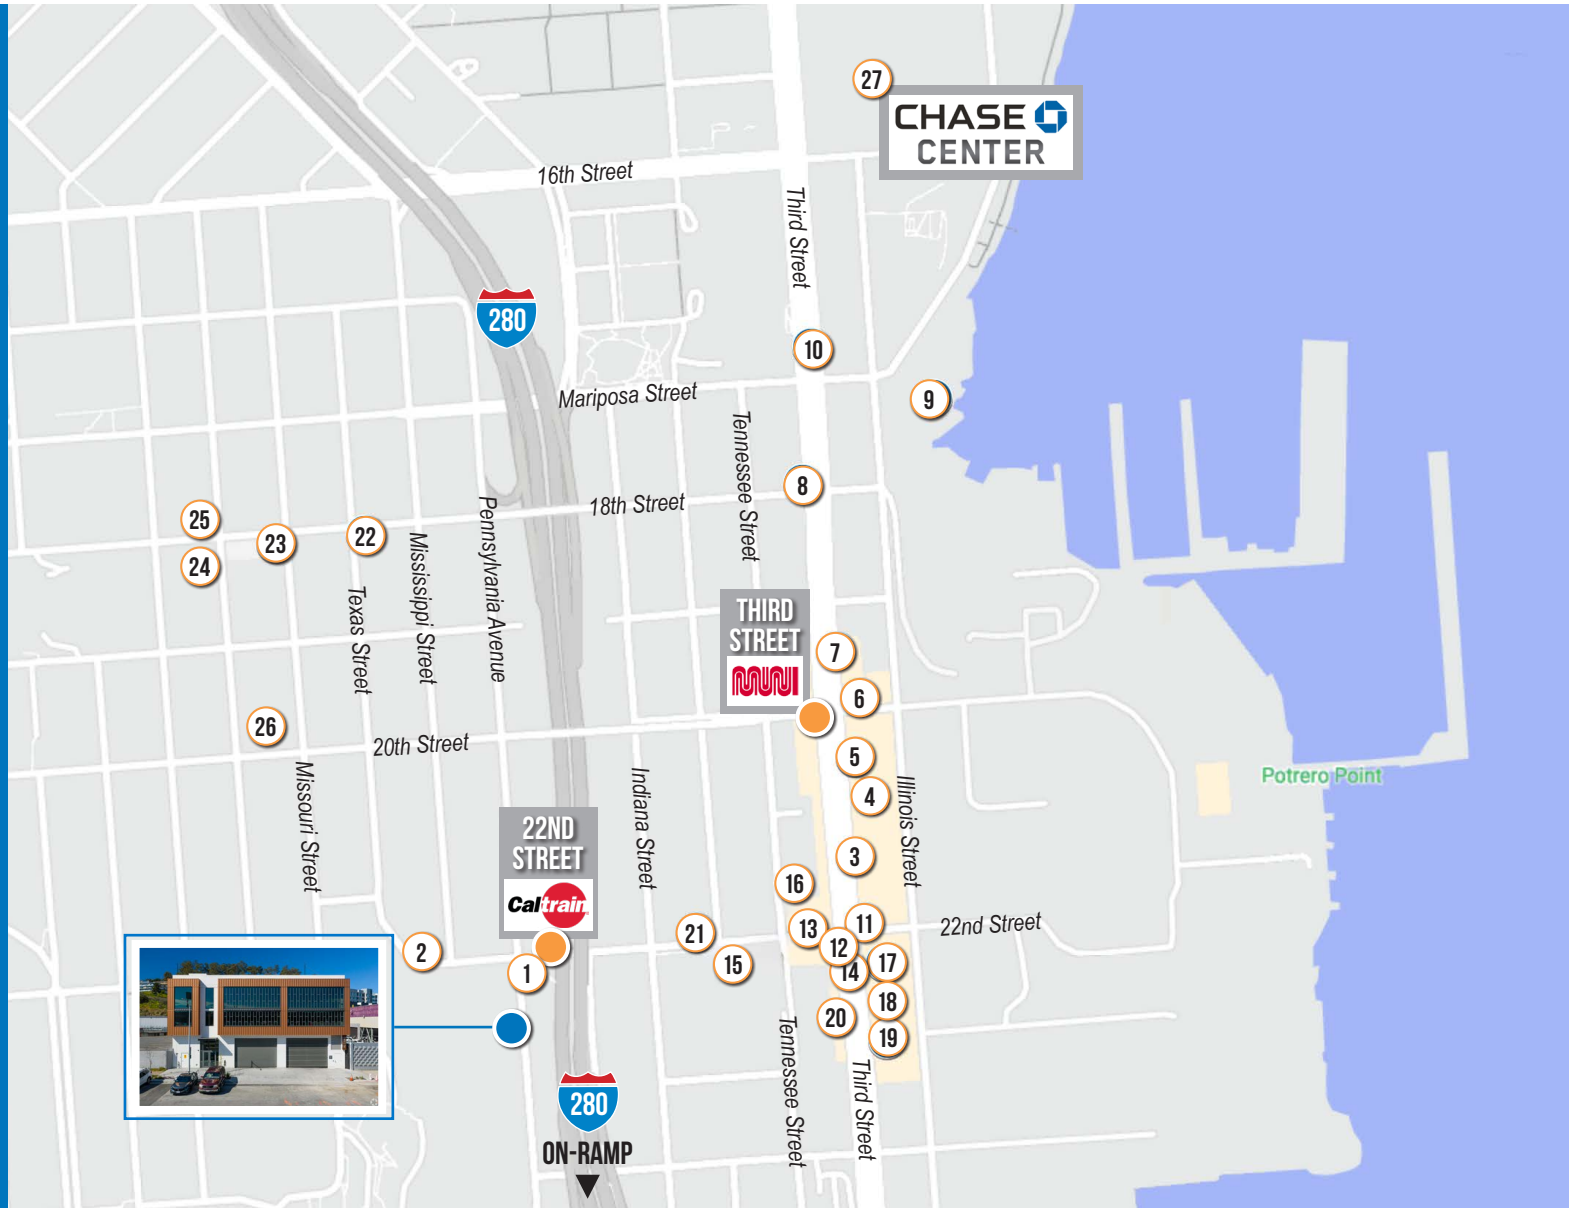 27
CHASE
CENTER
16th Street
Third Street
280
10
Mariposa Street
9
Tennessee Street
8
18th Street
Pennsylvania Avenue
25
23
22
24
Mississippi Street
Texas Street
THIRD
STREET
MUNI
7
6
26
20th Street
5
4
Potrero Point
Missouri Street
Indiana Street
Illinois Street
22ND
STREET
Caltrain
3
16
21
13
11
12
22nd Street
2
1
15
14
17
18
20
19
Tennessee Street
Third Street
280
ON-RAMP